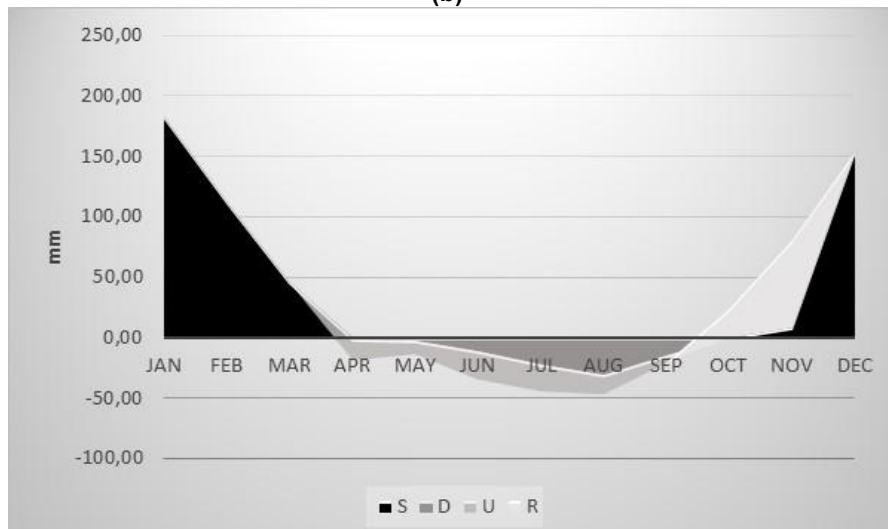 (b)
250,00
200,00
150,00
100,00
50,00
0,00
-50,00
-100,00
mm
JAN FEB MAR APR MAY JUN JUL AUG SEP OCT NOV DEC
S D U R